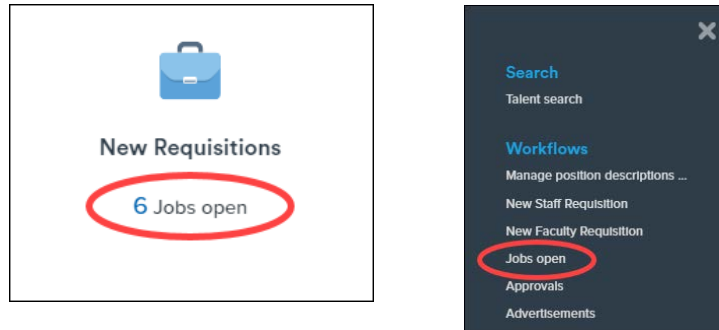 New Requisitions
6 Jobs open
Search
Talent search
Workflows
Manage position descriptions ...
New Staff Requisition
New Faculty Requisition
Jobs open
Approvals
Advertisements